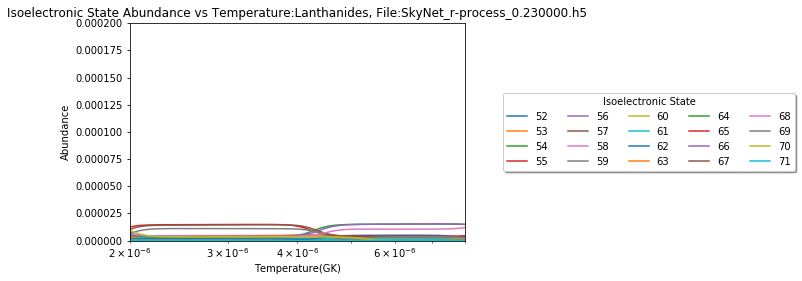 Isoelectronic State Abundance vs Temperature:Lanthanides, File:SkyNet_r-process_0.230000.h5
0.000200
0.000175
0.000150
0.000125
0.000100
0.000075
0.000050
0.000025
0.000000
Abundance
2 × 10⁻⁶
3 × 10⁻⁶
4 × 10⁻⁶
6 × 10⁻⁶
Temperature(GK)
Isoelectronic State
52 56 60 64 68
53 57 61 65 69
54 58 62 66 70
55 59 63 67 71